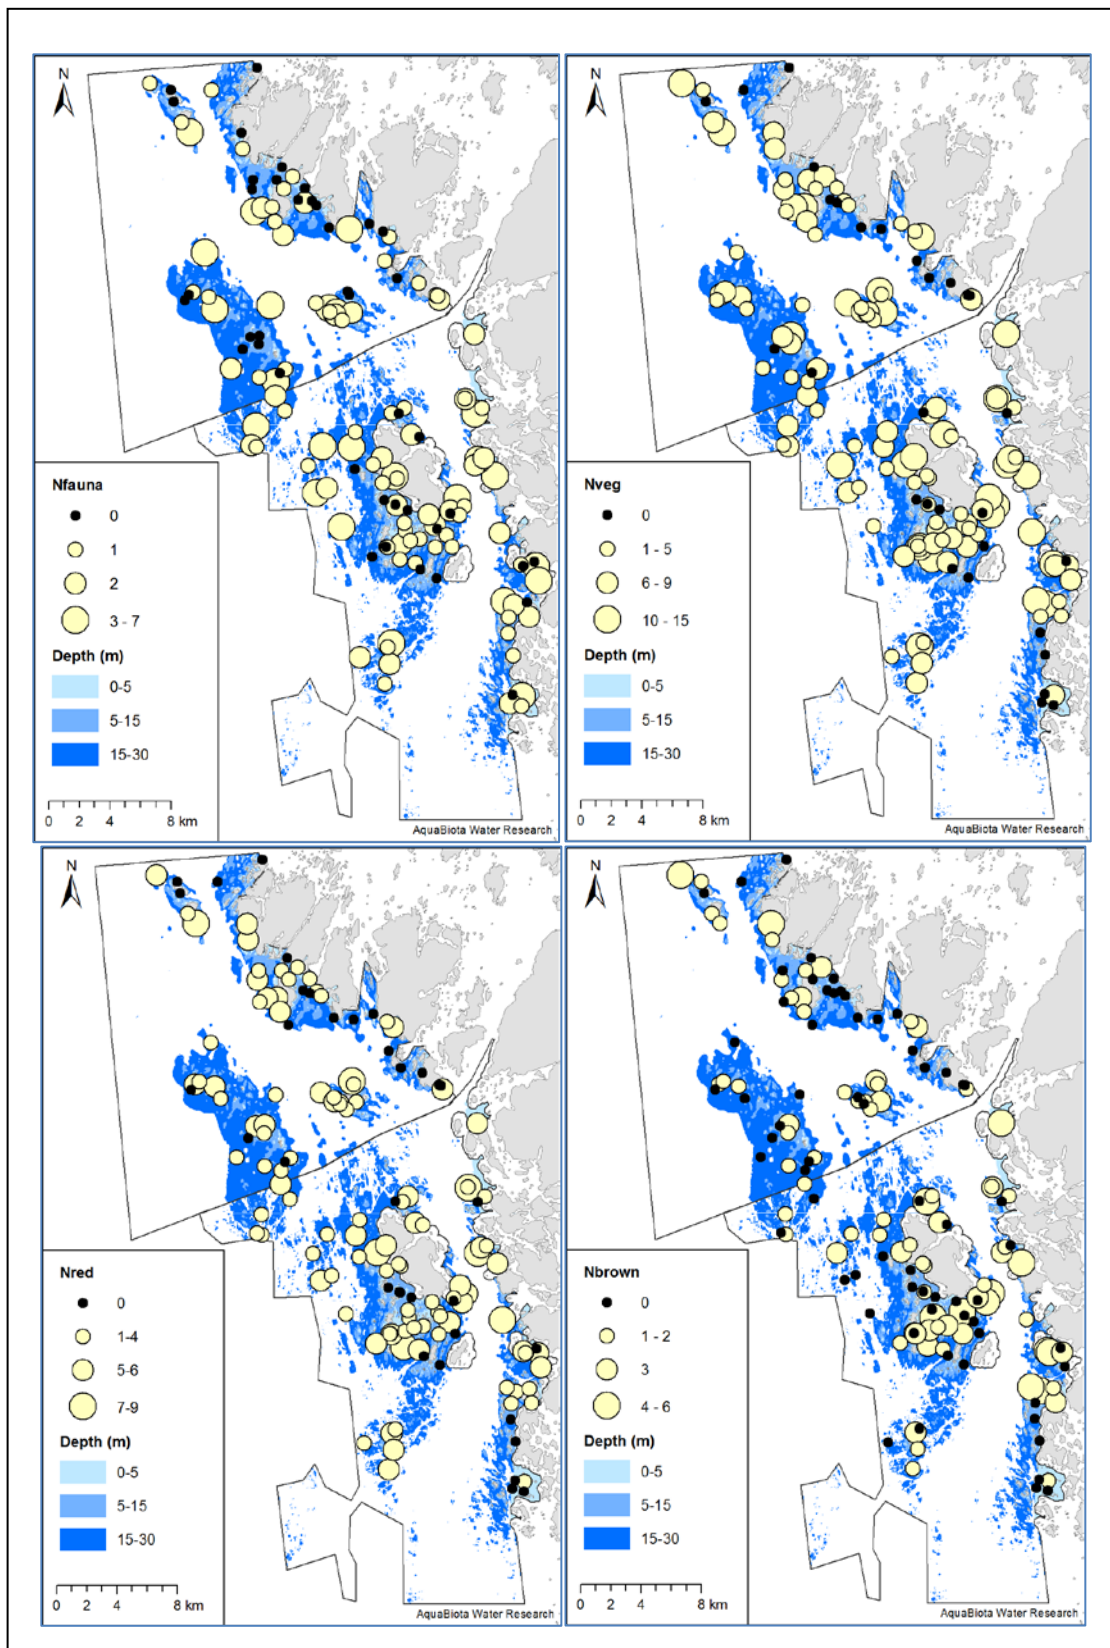 N
Nfauna
0
1
2
3 - 7
Depth (m)
0-5
5-15
15-30
0 2 4 8 km
AquaBiota Water Research
N
Nveg
0
1 - 5
6 - 9
10 - 15
Depth (m)
0-5
5-15
15-30
0 2 4 8 km
AquaBiota Water Research
N
Nred
0
1-4
5-6
7-9
Depth (m)
0-5
5-15
15-30
0 2 4 8 km
AquaBiota Water Research
N
Nbrown
0
1 - 2
3
4 - 6
Depth (m)
0-5
5-15
15-30
0 2 4 8 km
AquaBiota Water Research